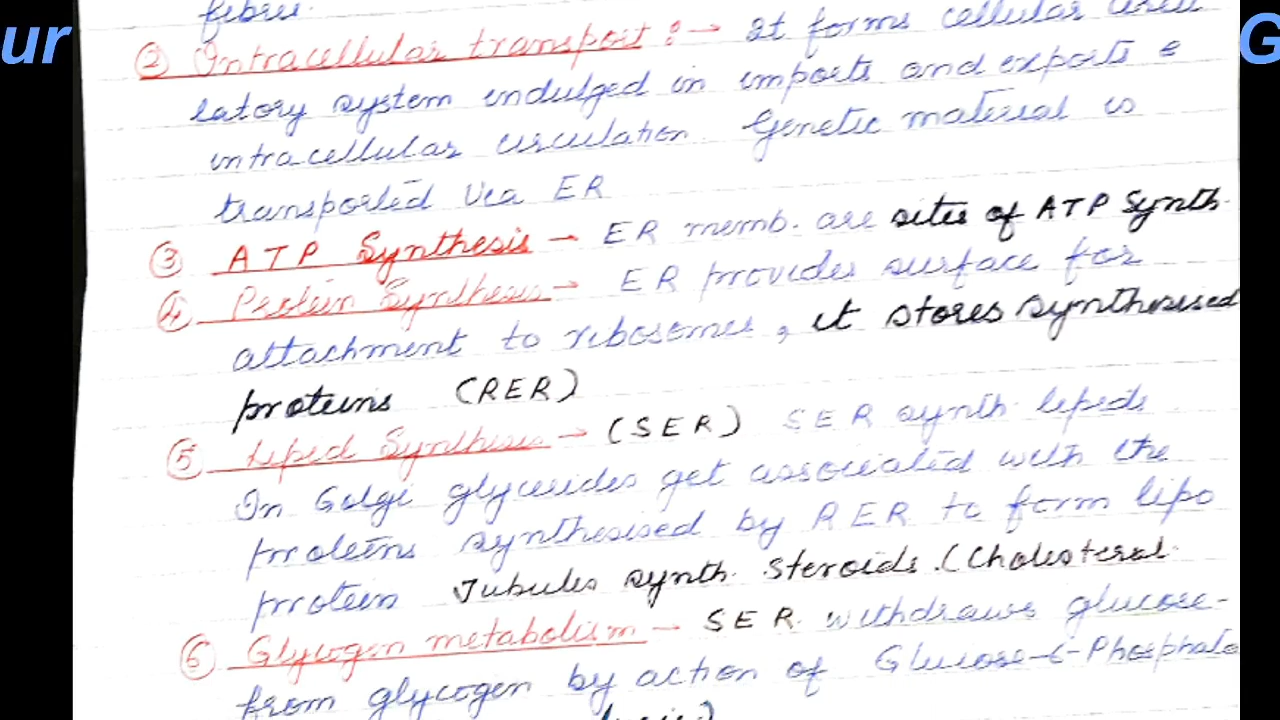 fibres.
② Intracellular transport :→ It forms cellular circu
latory system indulged in imports and exports &
intracellular circulation. Genetic material is
transported via ER
③ ATP Synthesis → ER memb. are sites of ATP Synth.
④ Protein Synthesis → ER provides surface for
attachment to ribosomes, it stores synthesised
proteins (RER)
⑤ Lipid Synthesis → (SER) SER synth. lipids
In Golgi glycerides get associated with the
proteins synthesised by RER to form lipo
protein Tubules synth. steroids. (Cholesteral.
⑥ Glycogen metabolism → SER. withdraws glucose-
from glycogen by action of Glucose-6-Phosphata
ur
G